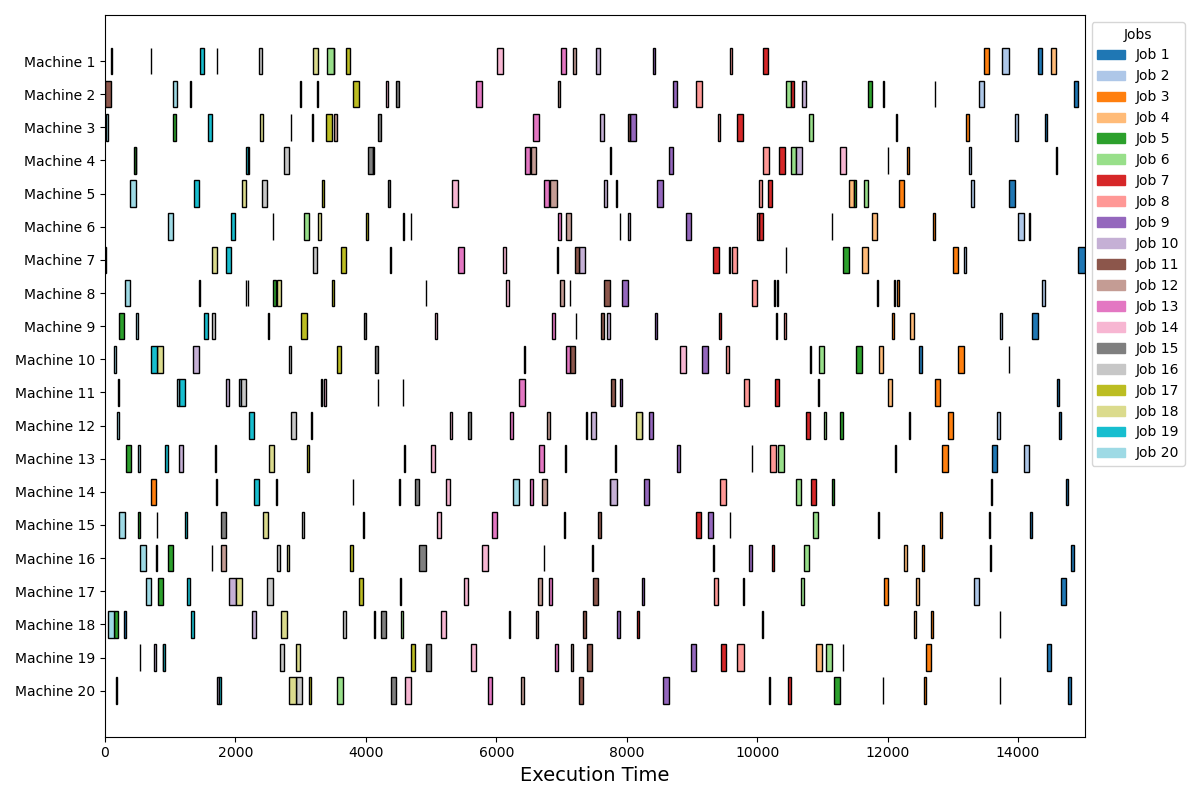 Machine 1
Machine 2
Machine 3
Machine 4
Machine 5
Machine 6
Machine 7
Machine 8
Machine 9
Machine 10
Machine 11
Machine 12
Machine 13
Machine 14
Machine 15
Machine 16
Machine 17
Machine 18
Machine 19
Machine 20
0 2000 4000 6000 8000 10000 12000 14000
Execution Time
Jobs
Job 1
Job 2
Job 3
Job 4
Job 5
Job 6
Job 7
Job 8
Job 9
Job 10
Job 11
Job 12
Job 13
Job 14
Job 15
Job 16
Job 17
Job 18
Job 19
Job 20